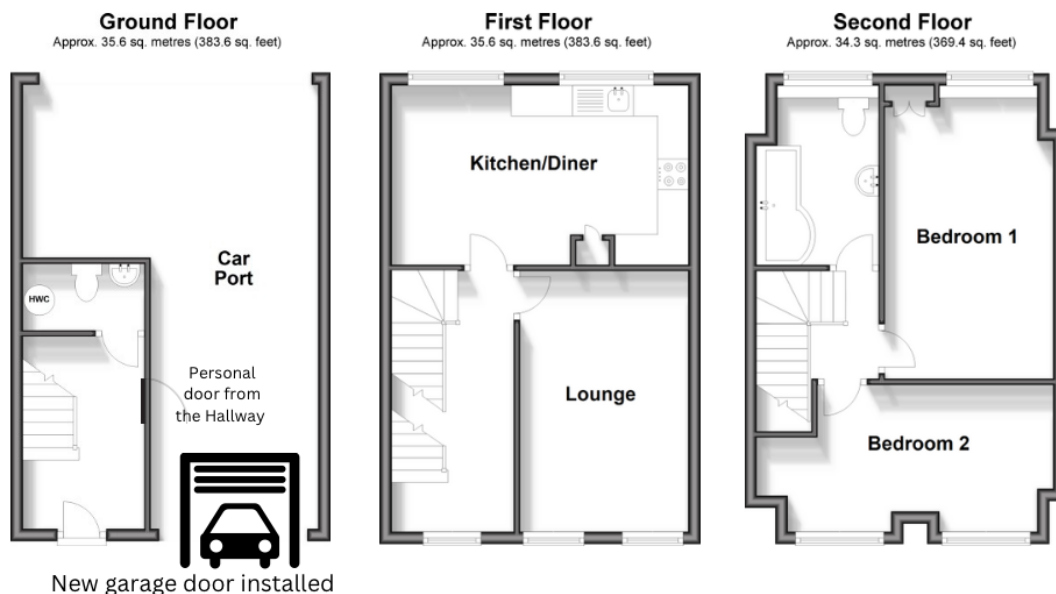 Ground Floor
Approx. 35.6 sq. metres (383.6 sq. feet)
Car
Port
HWC
Personal
door from
the Hallway
New garage door installed
First Floor
Approx. 35.6 sq. metres (383.6 sq. feet)
Kitchen/Diner
Lounge
Second Floor
Approx. 34.3 sq. metres (369.4 sq. feet)
Bedroom 1
Bedroom 2